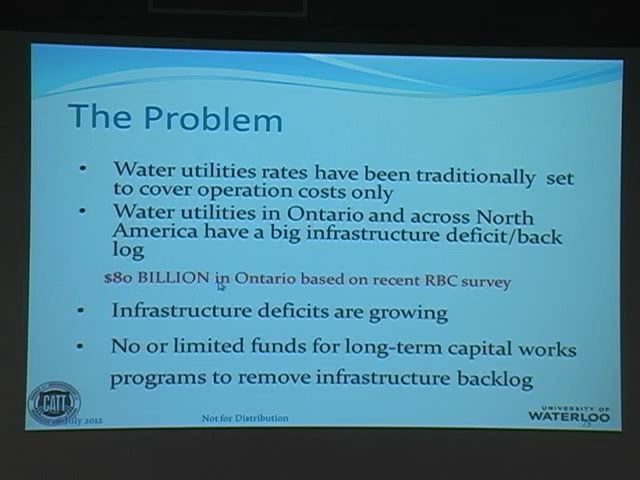 The Problem
• Water utilities rates have been traditionally set
to cover operation costs only
• Water utilities in Ontario and across North
America have a big infrastructure deficit/back
log
$80 BILLION in Ontario based on recent RBC survey
• Infrastructure deficits are growing
• No or limited funds for long-term capital works
programs to remove infrastructure backlog
CATT
July 2012
Not for Distribution
UNIVERSITY OF
WATERLOO